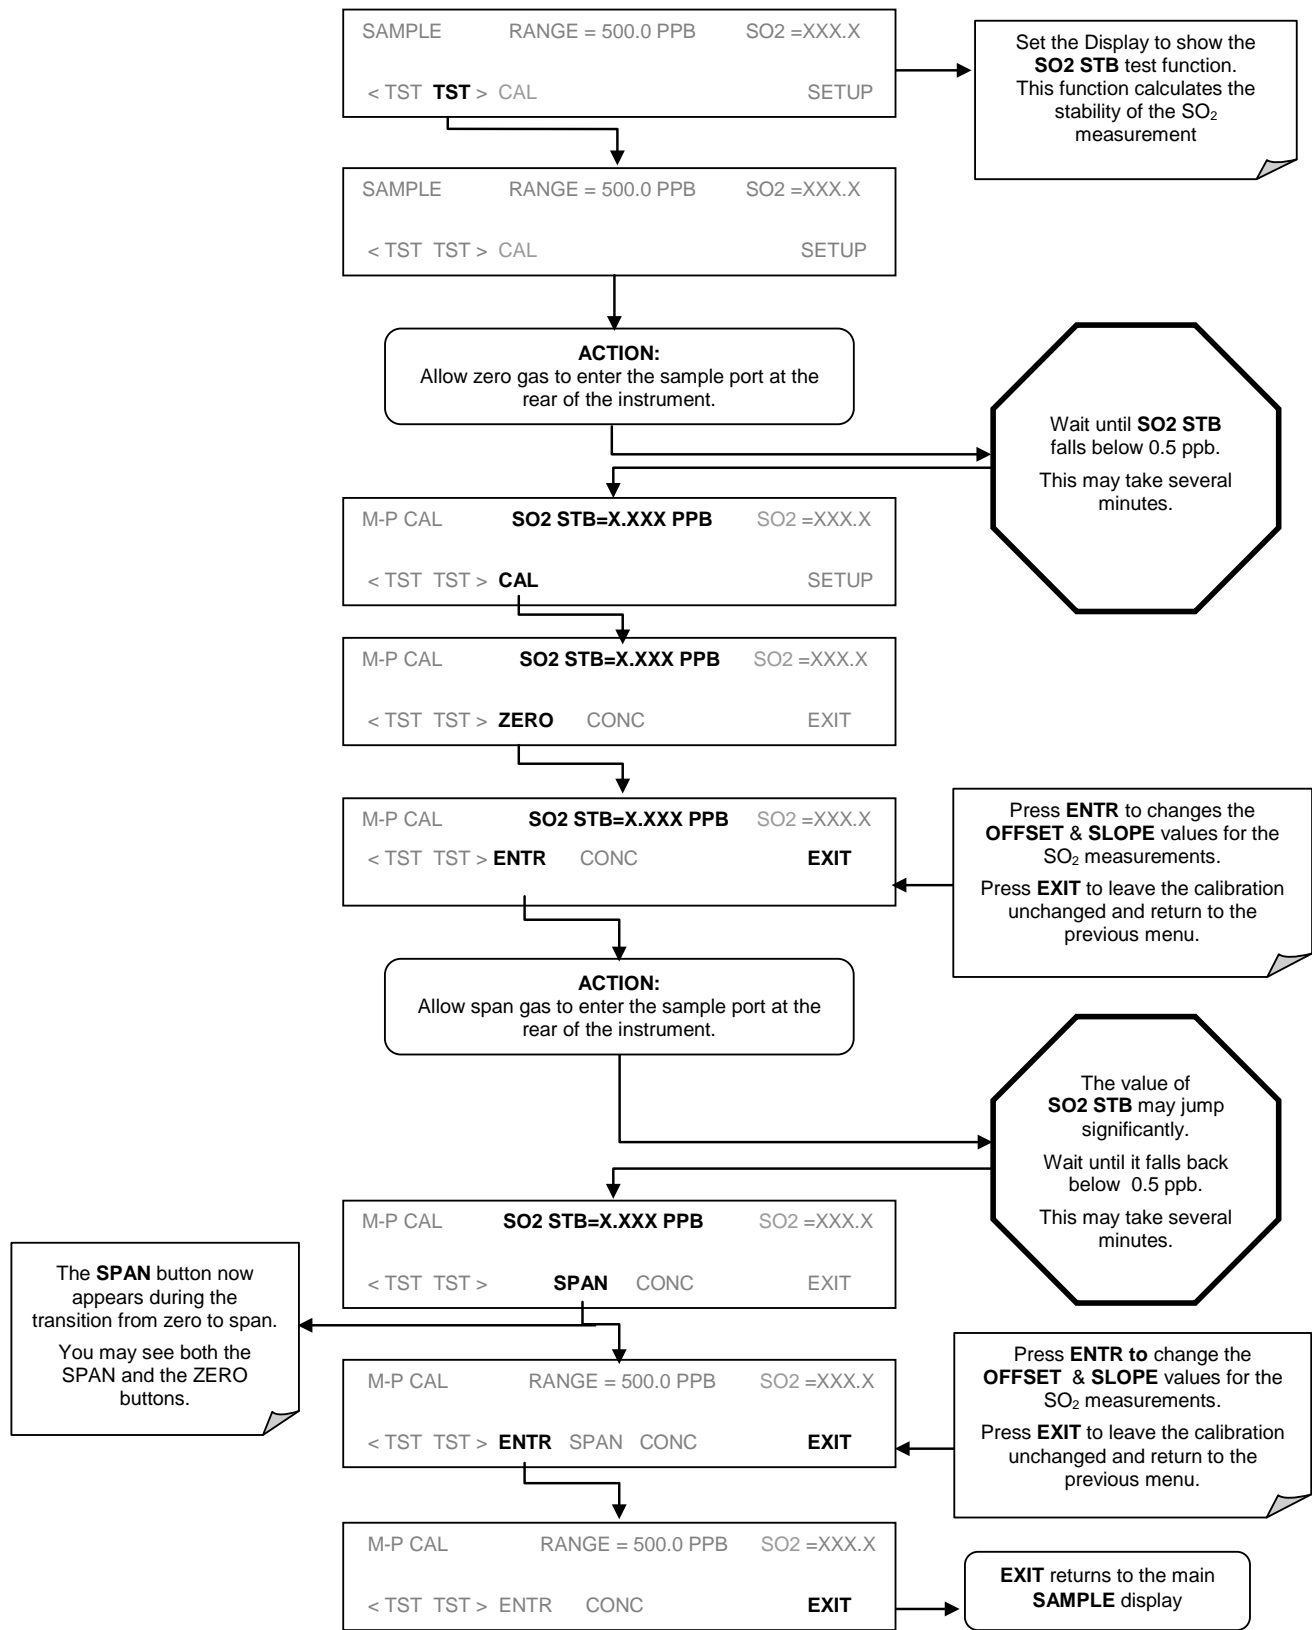 SAMPLE RANGE = 500.0 PPB SO2 =XXX.X
< TST TST > CAL SETUP
Set the Display to show the
SO2 STB test function.
This function calculates the
stability of the SO2
measurement
SAMPLE RANGE = 500.0 PPB SO2 =XXX.X
< TST TST > CAL SETUP
ACTION:
Allow zero gas to enter the sample port at the
rear of the instrument.
Wait until SO2 STB
falls below 0.5 ppb.
This may take several
minutes.
M-P CAL SO2 STB=X.XXX PPB SO2 =XXX.X
< TST TST > CAL SETUP
M-P CAL SO2 STB=X.XXX PPB SO2 =XXX.X
< TST TST > ZERO CONC EXIT
M-P CAL SO2 STB=X.XXX PPB SO2 =XXX.X
< TST TST > ENTR CONC EXIT
Press ENTR to changes the
OFFSET & SLOPE values for the
SO2 measurements.
Press EXIT to leave the calibration
unchanged and return to the
previous menu.
ACTION:
Allow span gas to enter the sample port at the
rear of the instrument.
The value of
SO2 STB may jump
significantly.
Wait until it falls back
below 0.5 ppb.
This may take several
minutes.
M-P CAL SO2 STB=X.XXX PPB SO2 =XXX.X
< TST TST > SPAN CONC EXIT
The SPAN button now
appears during the
transition from zero to span.
You may see both the
SPAN and the ZERO
buttons.
M-P CAL RANGE = 500.0 PPB SO2 =XXX.X
< TST TST > ENTR SPAN CONC EXIT
Press ENTR to change the
OFFSET & SLOPE values for the
SO2 measurements.
Press EXIT to leave the calibration
unchanged and return to the
previous menu.
M-P CAL RANGE = 500.0 PPB SO2 =XXX.X
< TST TST > ENTR CONC EXIT
EXIT returns to the main
SAMPLE display